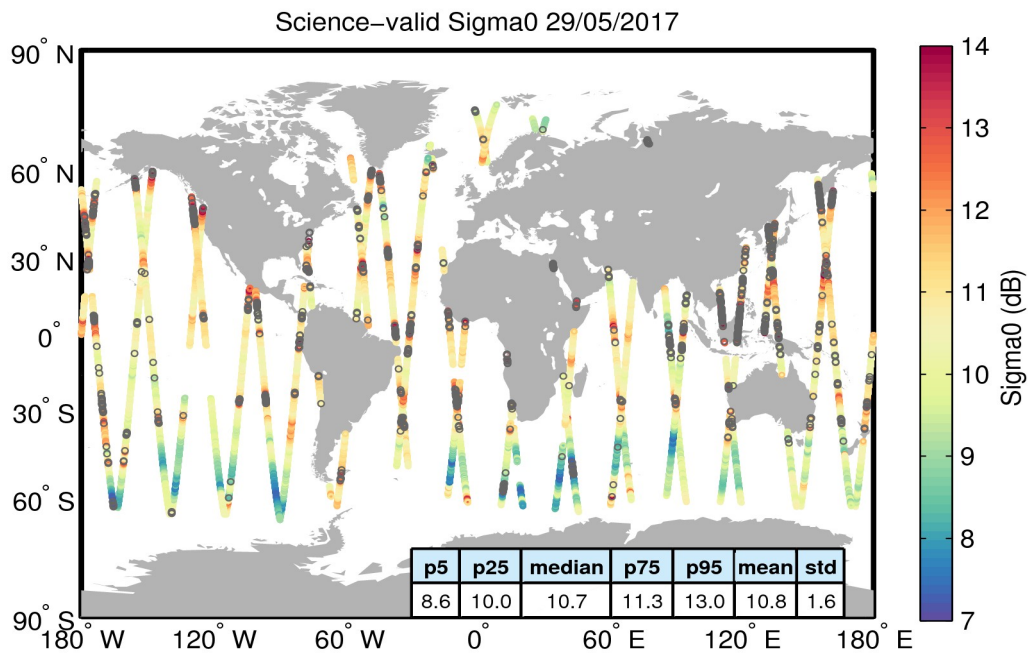 Science−valid Sigma0 29/05/2017
90° N
60° N
30° N
0°
30° S
60° S
90° S
180° W
120° W
60° W
0°
60° E
120° E
180° E
p5 p25 median p75 p95 mean std
8.6 10.0 10.7 11.3 13.0 10.8 1.6
14
13
12
11
10
9
8
7
Sigma0 (dB)